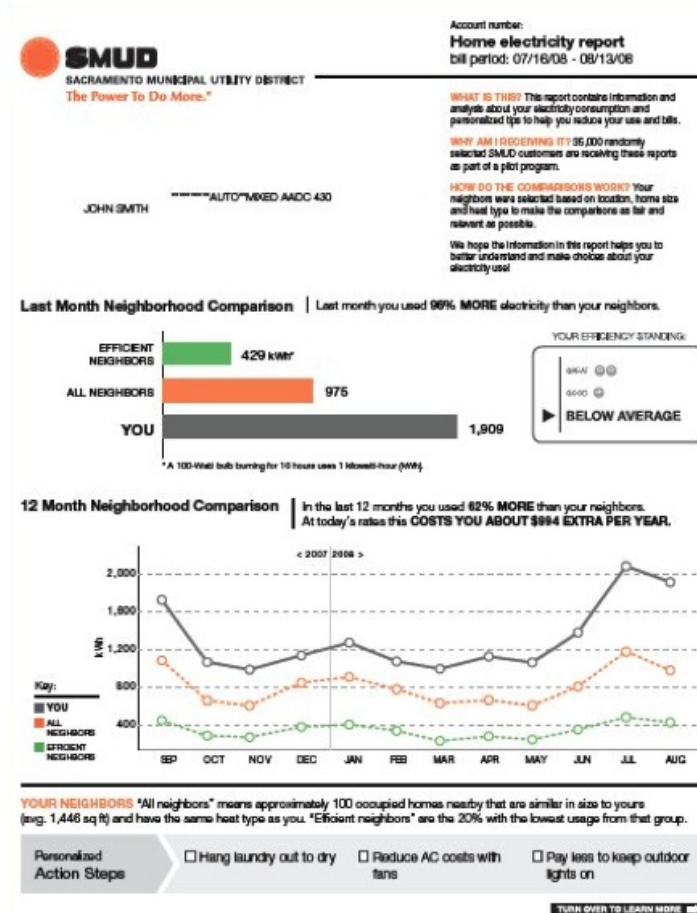 SMUD
SACRAMENTO MUNICIPAL UTILITY DISTRICT
The Power To Do More.®
Account number:
Home electricity report
bill period: 07/16/08 - 08/13/08
WHAT IS THIS? This report contains information and
analysis about your electricity consumption and
personalized tips to help you reduce your use and bills.
WHY AM I RECEIVING IT? 35,000 randomly
selected SMUD customers are receiving these reports
as part of a pilot program.
HOW DO THE COMPARISONS WORK? Your
neighbors were selected based on location, home size
and heat type to make the comparisons as fair and
relevant as possible.
We hope the information in this report helps you to
better understand and make choices about your
electricity use!
AUTO**MIXED AADC 430
JOHN SMITH
Last Month Neighborhood Comparison | Last month you used 96% MORE electricity than your neighbors.
EFFICIENT
NEIGHBORS
429 kWh*
ALL NEIGHBORS
975
YOU
1,909
* A 100-Watt bulb burning for 10 hours uses 1 kilowatt-hour (kWh).
YOUR EFFICIENCY STANDING:
GREAT
GOOD
BELOW AVERAGE
12 Month Neighborhood Comparison
In the last 12 months you used 62% MORE than your neighbors.
At today's rates this COSTS YOU ABOUT $994 EXTRA PER YEAR.
< 2007 2008 >
2,000
1,600
1,200
800
400
kWh
Key:
YOU
ALL
NEIGHBORS
EFFICIENT
NEIGHBORS
SEP OCT NOV DEC JAN FEB MAR APR MAY JUN JUL AUG
YOUR NEIGHBORS "All neighbors" means approximately 100 occupied homes nearby that are similar in size to yours
(avg. 1,446 sq ft) and have the same heat type as you. "Efficient neighbors" are the 20% with the lowest usage from that group.
Personalized
Action Steps
Hang laundry out to dry
Reduce AC costs with
fans
Pay less to keep outdoor
lights on
TURN OVER TO LEARN MORE